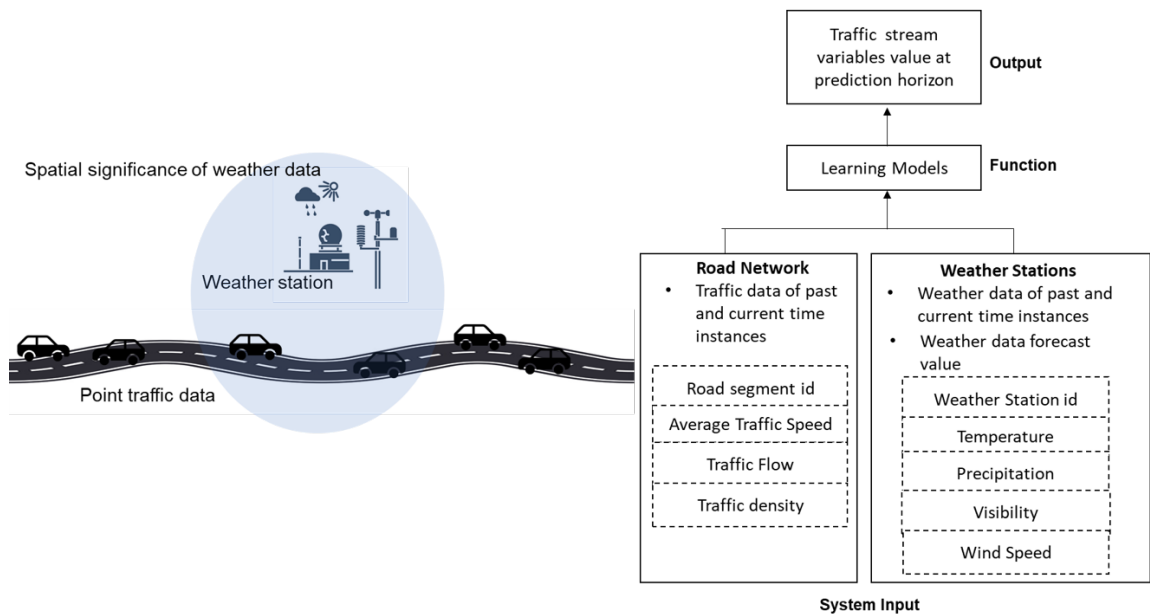 Spatial significance of weather data
Weather station
Point traffic data
Traffic stream
variables value at
prediction horizon
Output
Learning Models
Function
Road Network
• Traffic data of past
and current time
instances
Road segment id
Average Traffic Speed
Traffic Flow
Traffic density
Weather Stations
• Weather data of past and
current time instances
• Weather data forecast
value
Weather Station id
Temperature
Precipitation
Visibility
Wind Speed
System Input